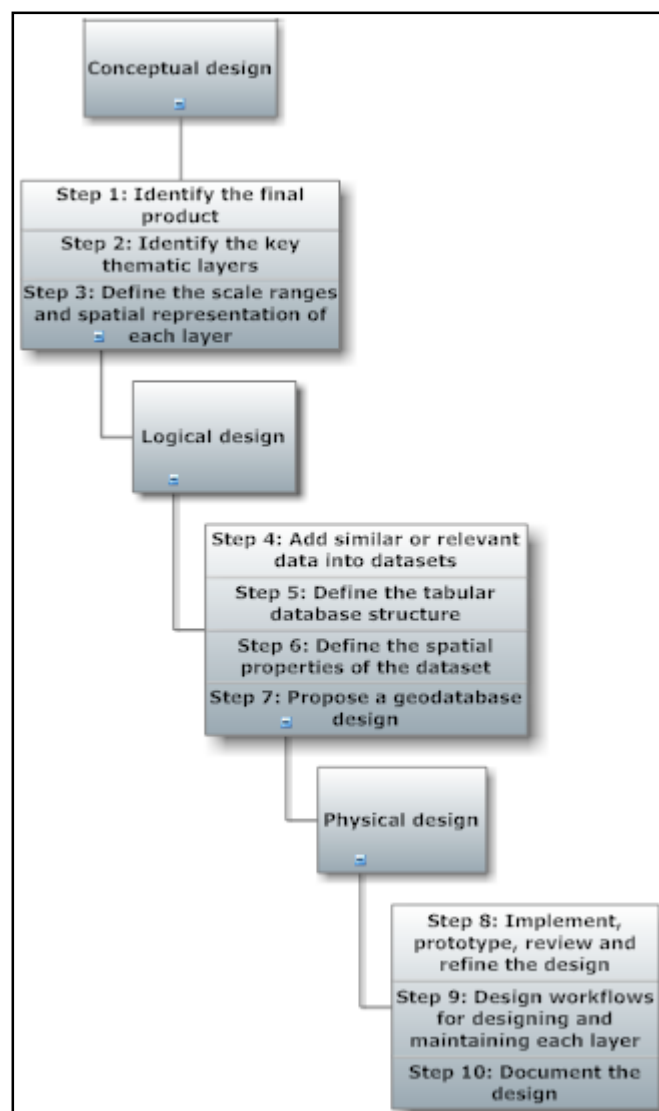 Conceptual design
Step 1: Identify the final
product
Step 2: Identify the key
thematic layers
Step 3: Define the scale ranges
and spatial representation of
each layer
Logical design
Step 4: Add similar or relevant
data into datasets
Step 5: Define the tabular
database structure
Step 6: Define the spatial
properties of the dataset
Step 7: Propose a geodatabase
design
Physical design
Step 8: Implement,
prototype, review and
refine the design
Step 9: Design workflows
for designing and
maintaining each layer
Step 10: Document the
design